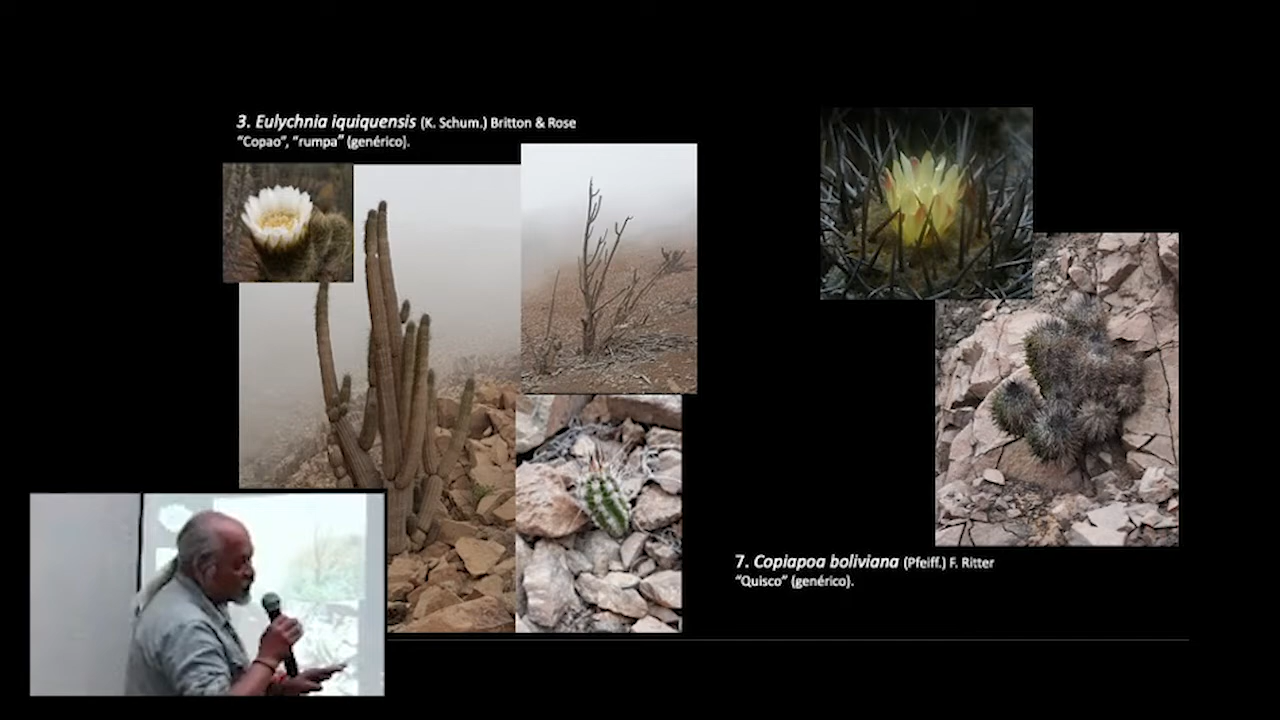 3. Eulychnia iquiquensis (K. Schum.) Britton & Rose
"Copao", "rumpa" (genérico).
7. Copiapoa boliviana (Pfeiff.) F. Ritter
"Quisco" (genérico).